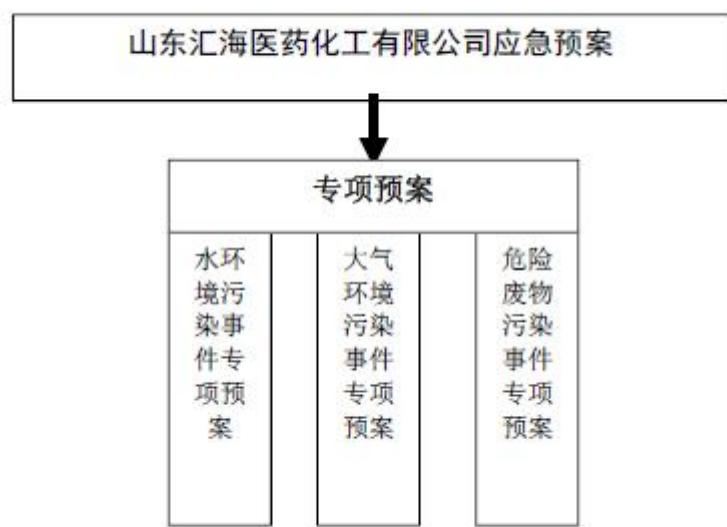 山东汇海医药化工有限公司应急预案
专项预案
水环
境污
染事
件专
项预
案
大气
环境
污染
事件
专项
预案
危险
废物
污染
事件
专项
预案